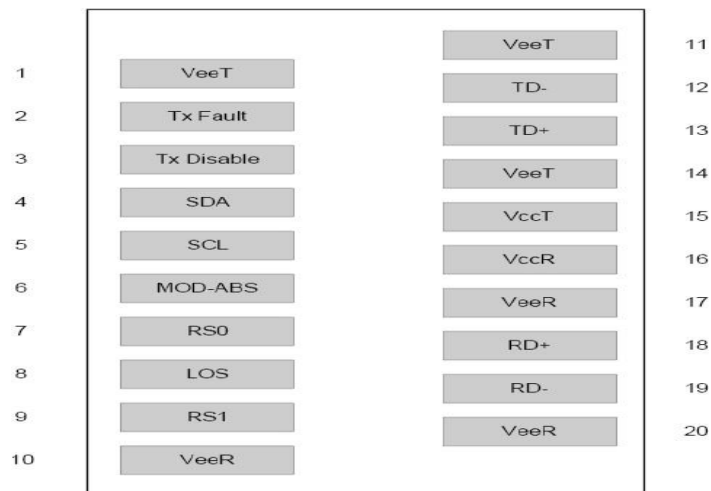 1 VeeT
2 Tx Fault
3 Tx Disable
4 SDA
5 SCL
6 MOD-ABS
7 RS0
8 LOS
9 RS1
10 VeeR
VeeT 11
TD- 12
TD+ 13
VeeT 14
VccT 15
VccR 16
VeeR 17
RD+ 18
RD- 19
VeeR 20